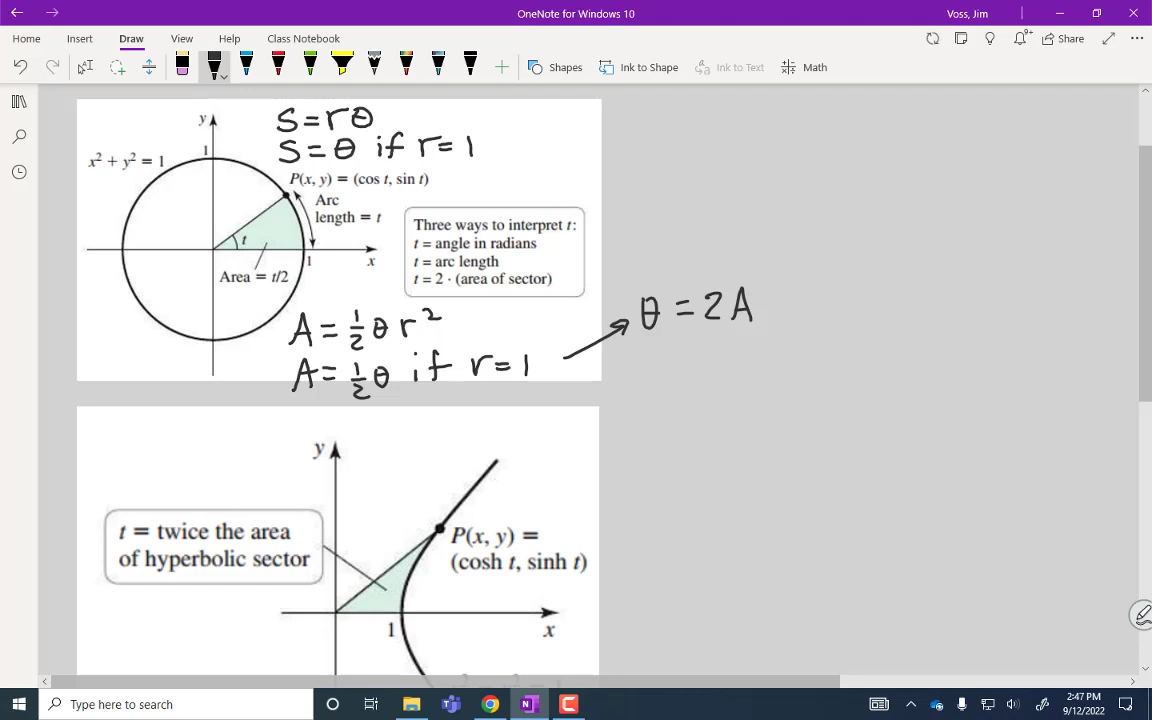 OneNote for Windows 10
Voss, Jim
Home Insert Draw View Help Class Notebook
9+ Share
Shapes Ink to Shape Ink to Text Math
S = rθ
S = θ if r = 1
x² + y² = 1
y
1
P(x, y) = (cos t, sin t)
Arc
length = t
t
1
x
Area = t/2
Three ways to interpret t:
t = angle in radians
t = arc length
t = 2 · (area of sector)
A = ½ θ r²
A = ½ θ if r = 1
θ = 2A
y
t = twice the area
of hyperbolic sector
P(x, y) =
(cosh t, sinh t)
1
x
Type here to search
2:47 PM
9/12/2022